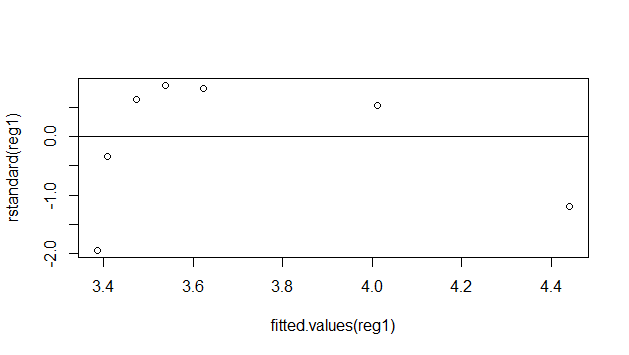 rstandard(reg1)
0.0
-1.0
-2.0
3.4 3.6 3.8 4.0 4.2 4.4
fitted.values(reg1)